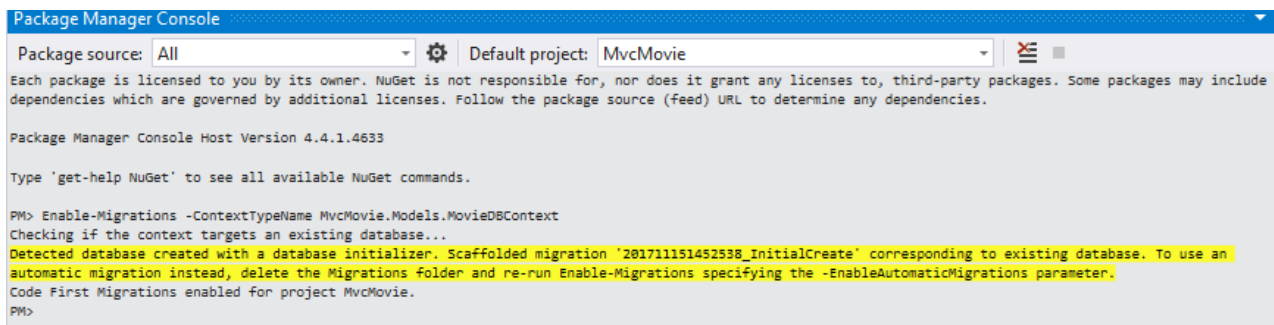 Package Manager Console
Package source: All Default project: MvcMovie
Each package is licensed to you by its owner. NuGet is not responsible for, nor does it grant any licenses to, third-party packages. Some packages may include
dependencies which are governed by additional licenses. Follow the package source (feed) URL to determine any dependencies.
Package Manager Console Host Version 4.4.1.4633
Type 'get-help NuGet' to see all available NuGet commands.
PM> Enable-Migrations -ContextTypeName MvcMovie.Models.MovieDBContext
Checking if the context targets an existing database...
Detected database created with a database initializer. Scaffolded migration '201711151452538_InitialCreate' corresponding to existing database. To use an
automatic migration instead, delete the Migrations folder and re-run Enable-Migrations specifying the -EnableAutomaticMigrations parameter.
Code First Migrations enabled for project MvcMovie.
PM>